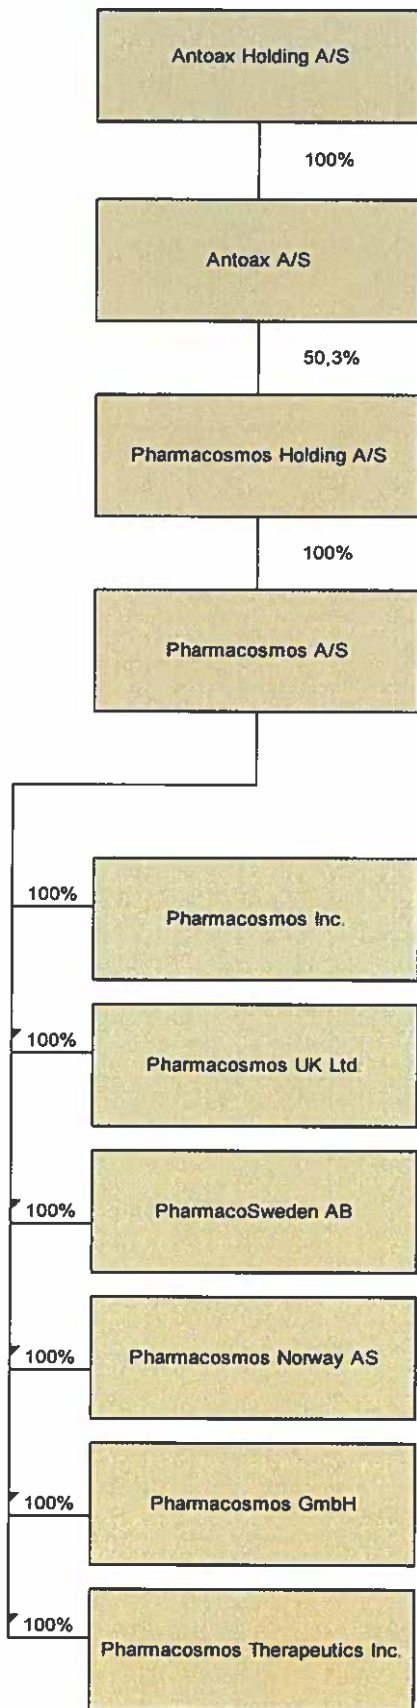 Antoax Holding A/S
100%
Antoax A/S
50,3%
Pharmacosmos Holding A/S
100%
Pharmacosmos A/S
100%
Pharmacosmos Inc.
100%
Pharmacosmos UK Ltd.
100%
PharmacoSweden AB
100%
Pharmacosmos Norway AS
100%
Pharmacosmos GmbH
100%
Pharmacosmos Therapeutics Inc.